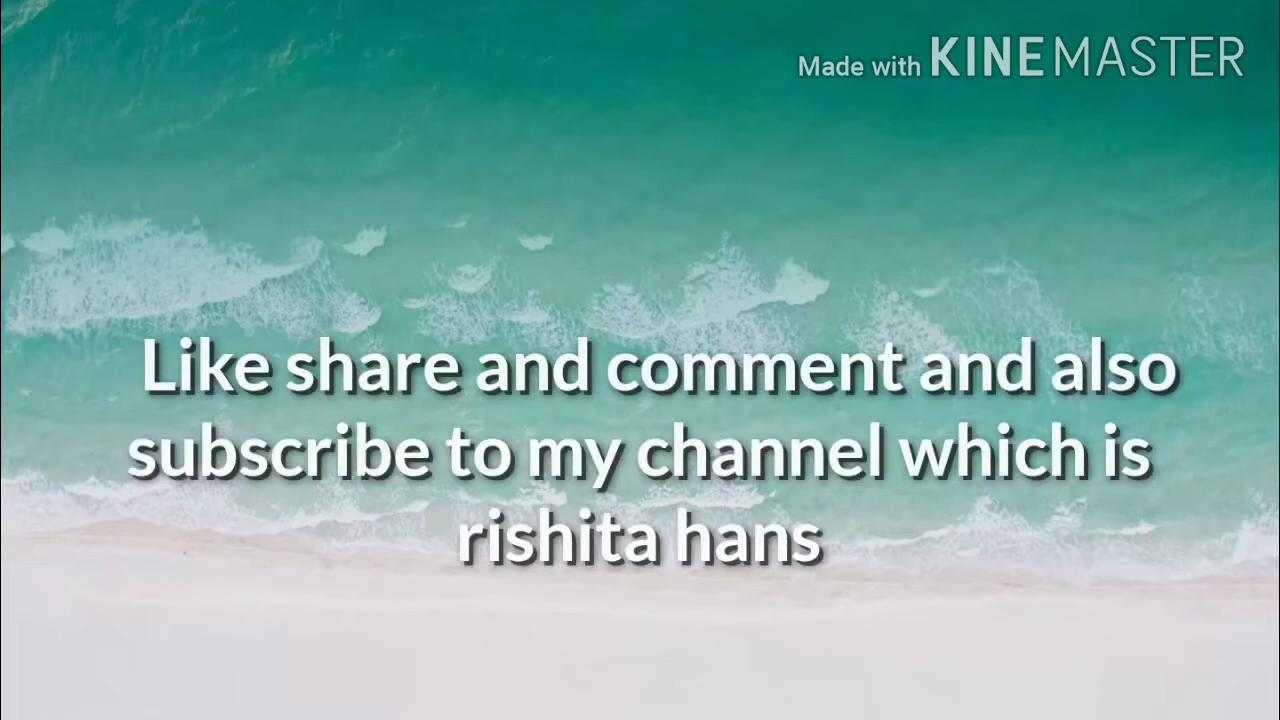 Made with KINEMASTER
Like share and comment and also
subscribe to my channel which is
rishita hans